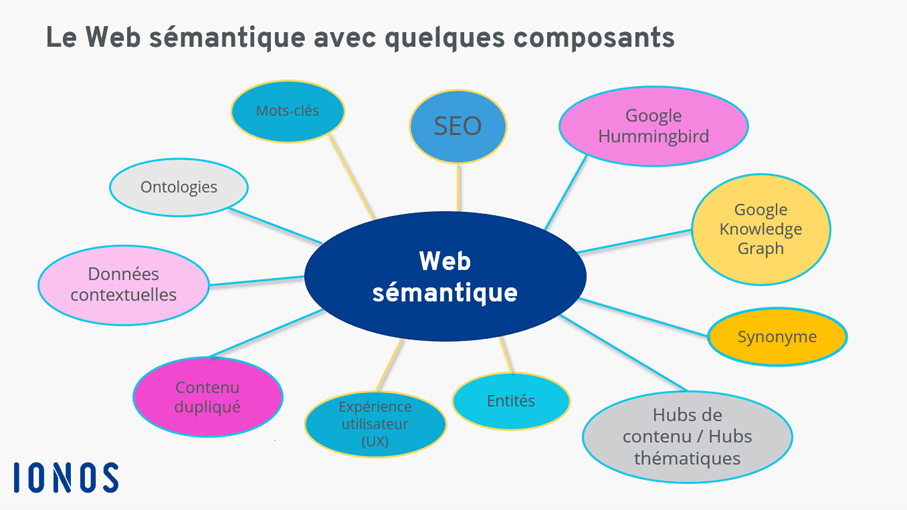 Le Web sémantique avec quelques composants
Mots-clés
SEO
Google
Hummingbird
Ontologies
Google
Knowledge
Graph
Données
contextuelles
Web
sémantique
Synonyme
Contenu
dupliqué
Expérience
utilisateur
(UX)
Entités
Hubs de
contenu / Hubs
thématiques
IONOS